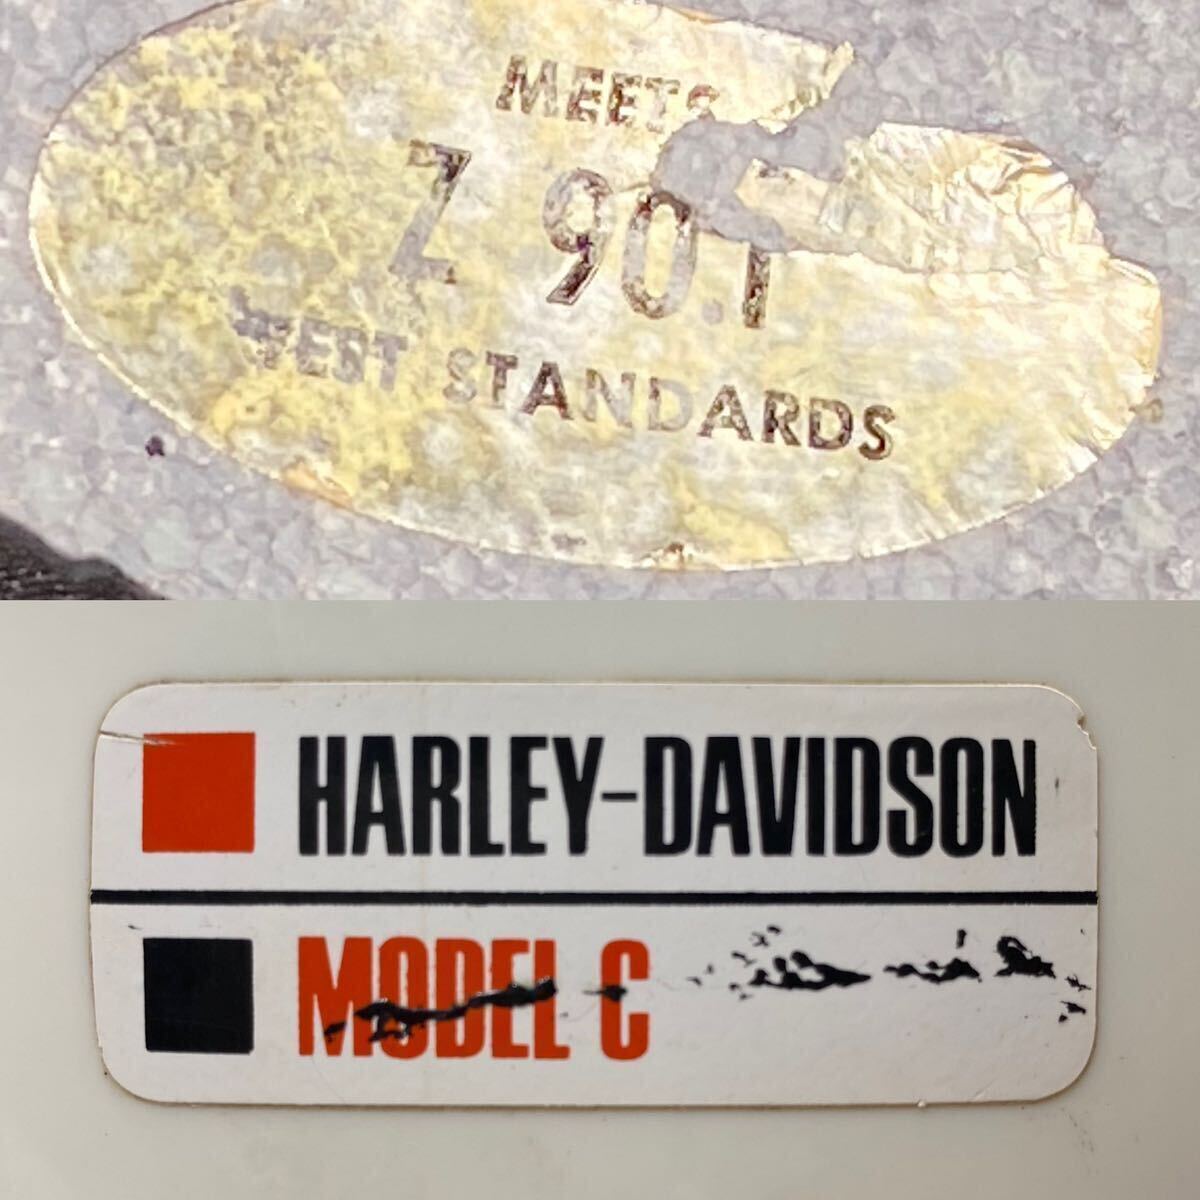 MEETS
Z 90.1
TEST STANDARDS
HARLEY-DAVIDSON
MODEL C